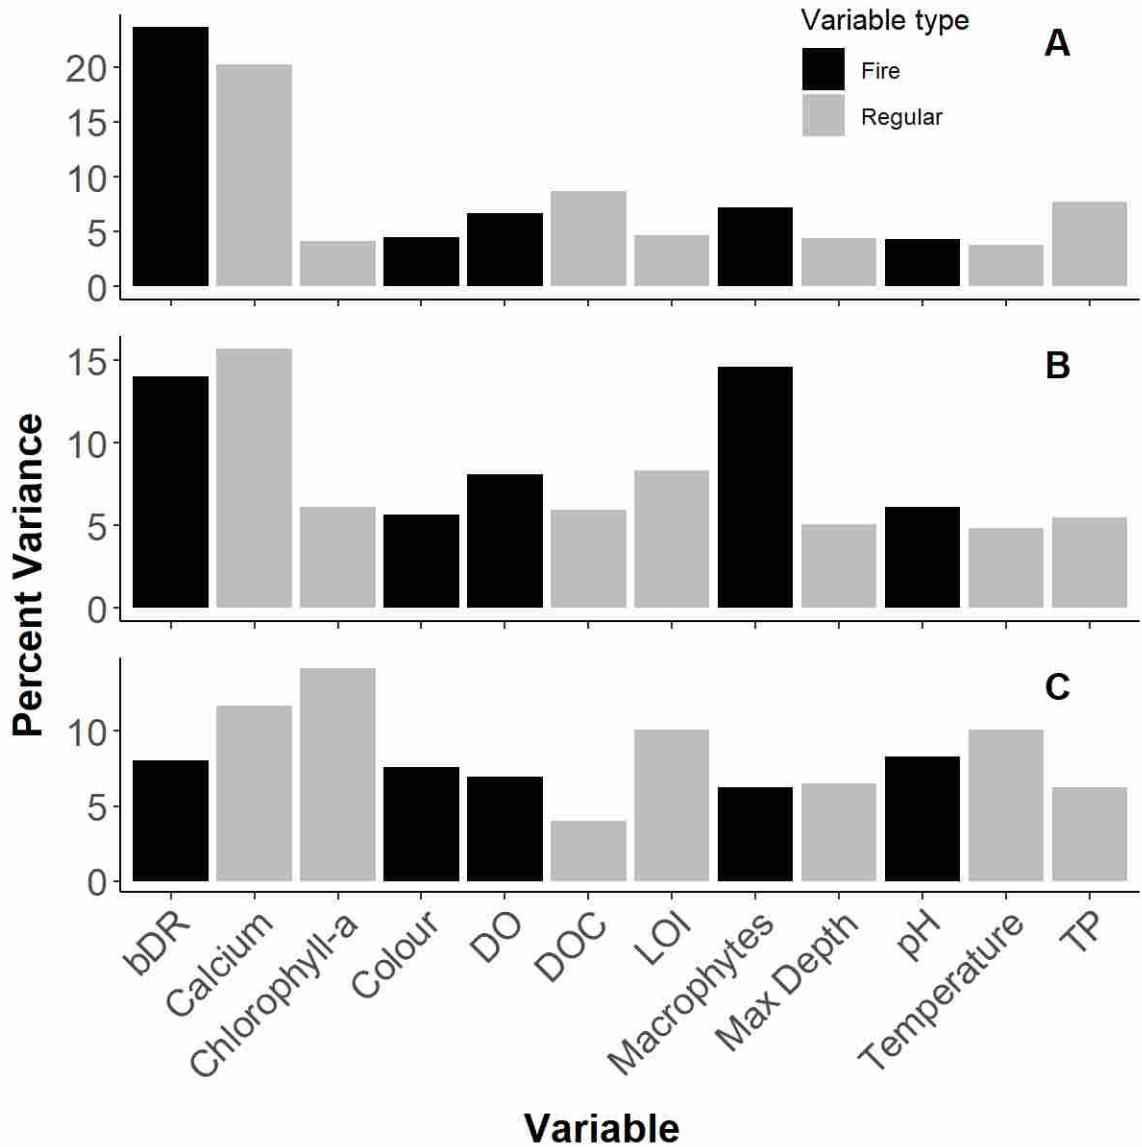 Variable type
Fire
Regular
A
20
15
10
5
0
B
15
10
5
0
C
10
5
0
Percent Variance
bDR
Calcium
Chlorophyll-a
Colour
DO
DOC
LOI
Macrophytes
Max Depth
pH
Temperature
TP
Variable